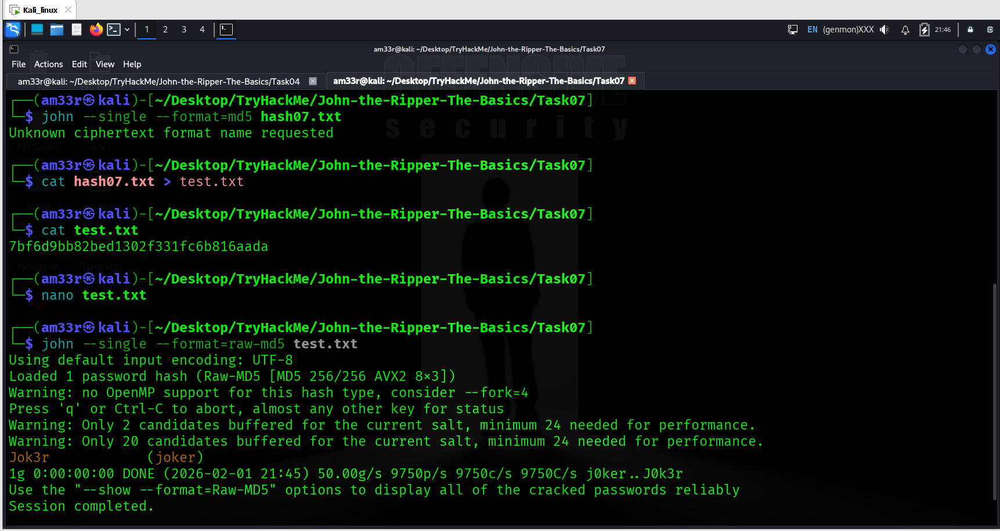 Kali_linux
1 2 3 4 EN (genmon)XXX 21:46
am33r@kali: ~/Desktop/TryHackMe/John-the-Ripper-The-Basics/Task07
File Actions Edit View Help
am33r@kali: ~/Desktop/TryHackMe/John-the-Ripper-The-Basics/Task04 am33r@kali: ~/Desktop/TryHackMe/John-the-Ripper-The-Basics/Task07
OFFENSIVE
security
┌──(am33r㉿kali)-[~/Desktop/TryHackMe/John-the-Ripper-The-Basics/Task07]
└─$ john --single --format=md5 hash07.txt
Unknown ciphertext format name requested
File System note3
┌──(am33r㉿kali)-[~/Desktop/TryHackMe/John-the-Ripper-The-Basics/Task07]
└─$ cat hash07.txt > test.txt
┌──(am33r㉿kali)-[~/Desktop/TryHackMe/John-the-Ripper-The-Basics/Task07]
└─$ cat test.txt
7bf6d9bb82bed1302f331fc6b816aada
rockyou.txt TryHackMe
┌──(am33r㉿kali)-[~/Desktop/TryHackMe/John-the-Ripper-The-Basics/Task07]
└─$ nano test.txt
┌──(am33r㉿kali)-[~/Desktop/TryHackMe/John-the-Ripper-The-Basics/Task07]
└─$ john --single --format=raw-md5 test.txt
Using default input encoding: UTF-8
Loaded 1 password hash (Raw-MD5 [MD5 256/256 AVX2 8×3])
Warning: no OpenMP support for this hash type, consider --fork=4
Press 'q' or Ctrl-C to abort, almost any other key for status
Warning: Only 2 candidates buffered for the current salt, minimum 24 needed for performance.
Warning: Only 20 candidates buffered for the current salt, minimum 24 needed for performance.
Jok3r (joker)
1g 0:00:00:00 DONE (2026-02-01 21:45) 50.00g/s 9750p/s 9750c/s 9750C/s j0ker..J0k3r
Use the "--show --format=Raw-MD5" options to display all of the cracked passwords reliably
Session completed.